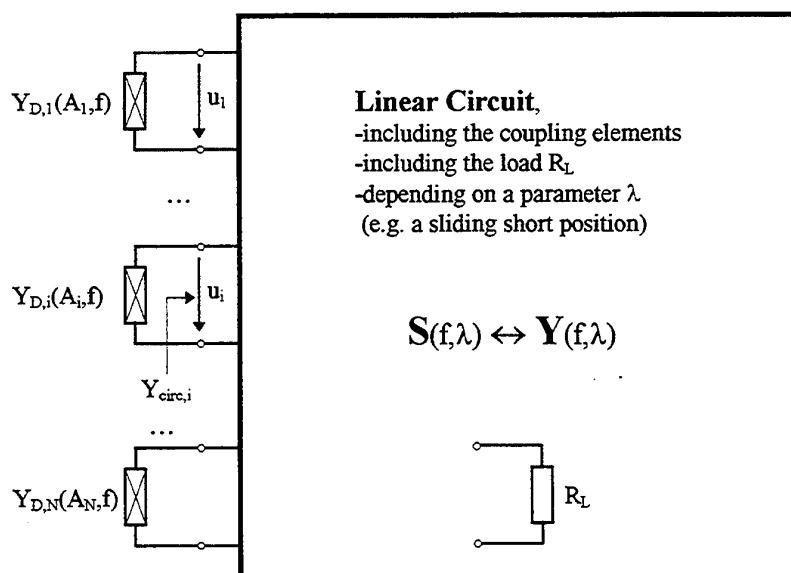 Y_D,1(A_1,f)
u_1
Linear Circuit,
-including the coupling elements
-including the load R_L
-depending on a parameter λ
(e.g. a sliding short position)
...
Y_D,i(A_i,f)
u_i
S(f,λ) ↔ Y(f,λ)
Y_circ,i
...
Y_D,N(A_N,f)
R_L